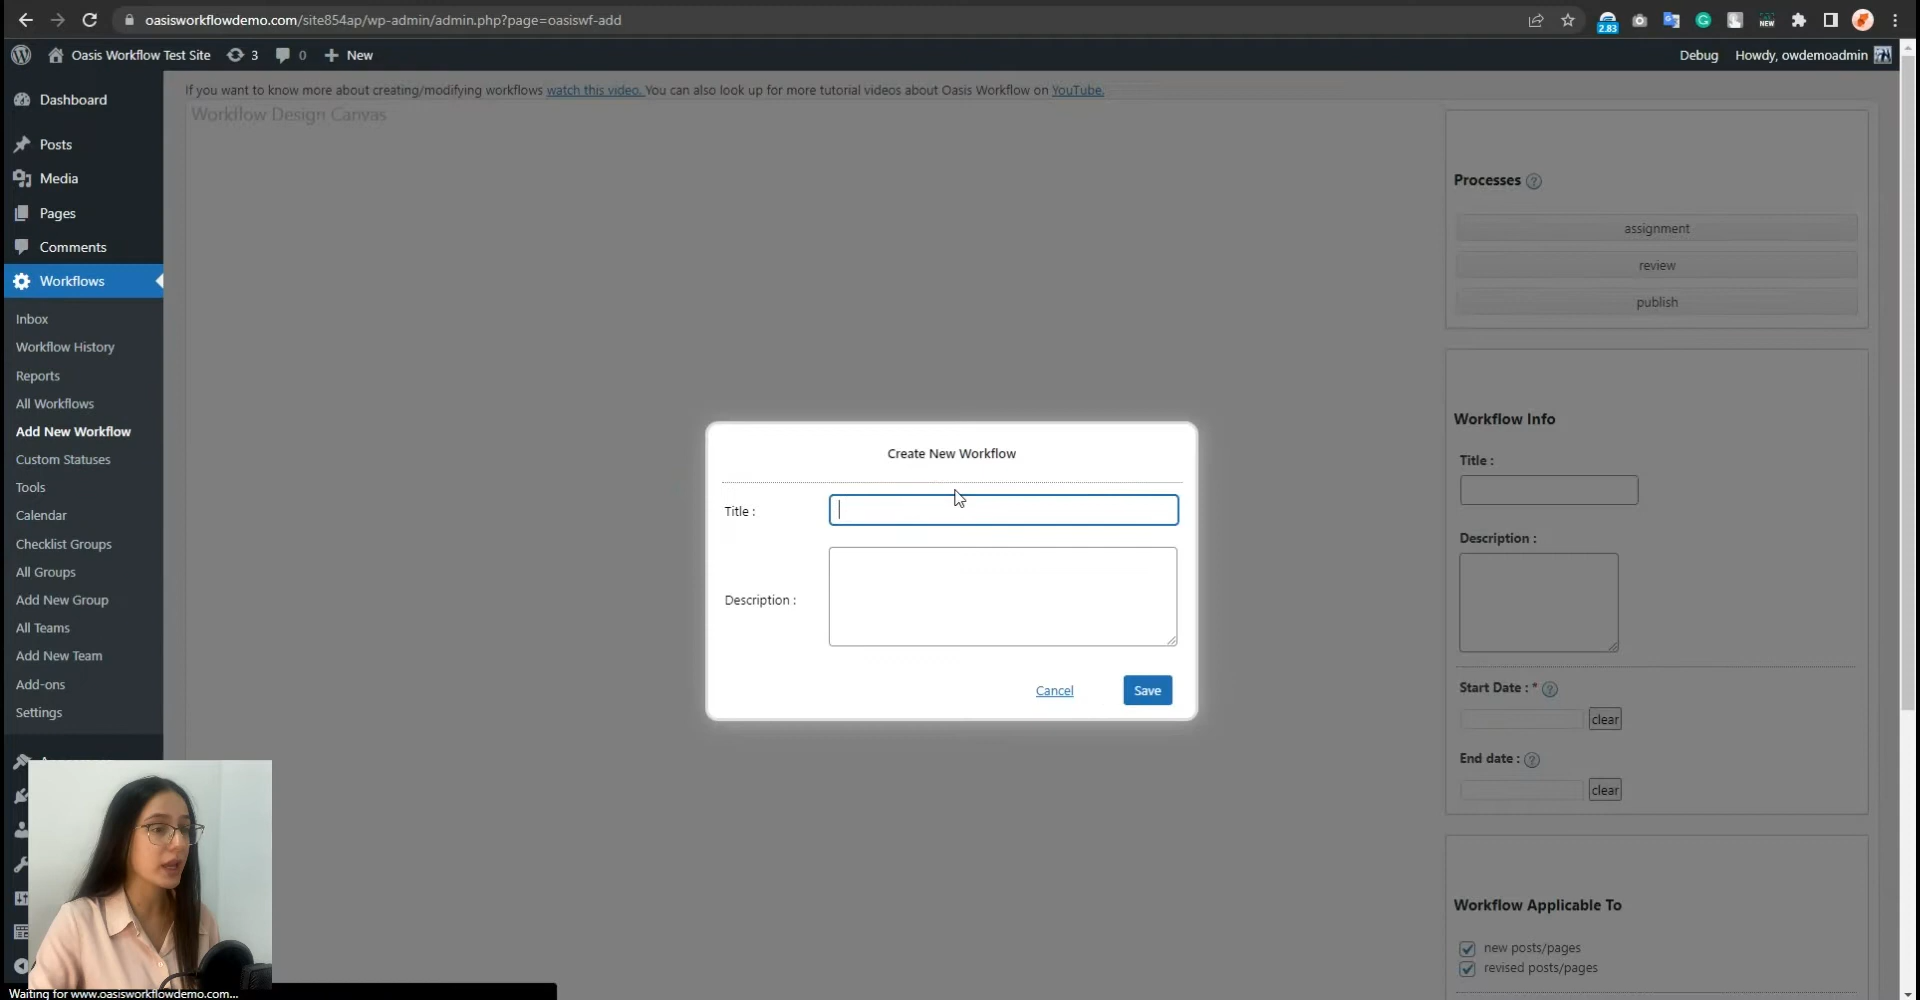 oasisworkflowdemo.com/site854ap/wp-admin/admin.php?page=oasiswf-add
2.83
NEW
Oasis Workflow Test Site 3 0 New
Debug Howdy, owdemoadmin
Dashboard
Posts
Media
Pages
Comments
Workflows
Inbox
Workflow History
Reports
All Workflows
Add New Workflow
Custom Statuses
Tools
Calendar
Checklist Groups
All Groups
Add New Group
All Teams
Add New Team
Add-ons
Settings
If you want to know more about creating/modifying workflows watch this video. You can also look up for more tutorial videos about Oasis Workflow on YouTube.
Workflow Design Canvas
Create New Workflow
Title :
Description :
Cancel Save
Processes ?
assignment
review
publish
Workflow Info
Title :
Description :
Start Date : * ?
clear
End date : ?
clear
Workflow Applicable To
new posts/pages
revised posts/pages
Waiting for www.oasisworkflowdemo.com...